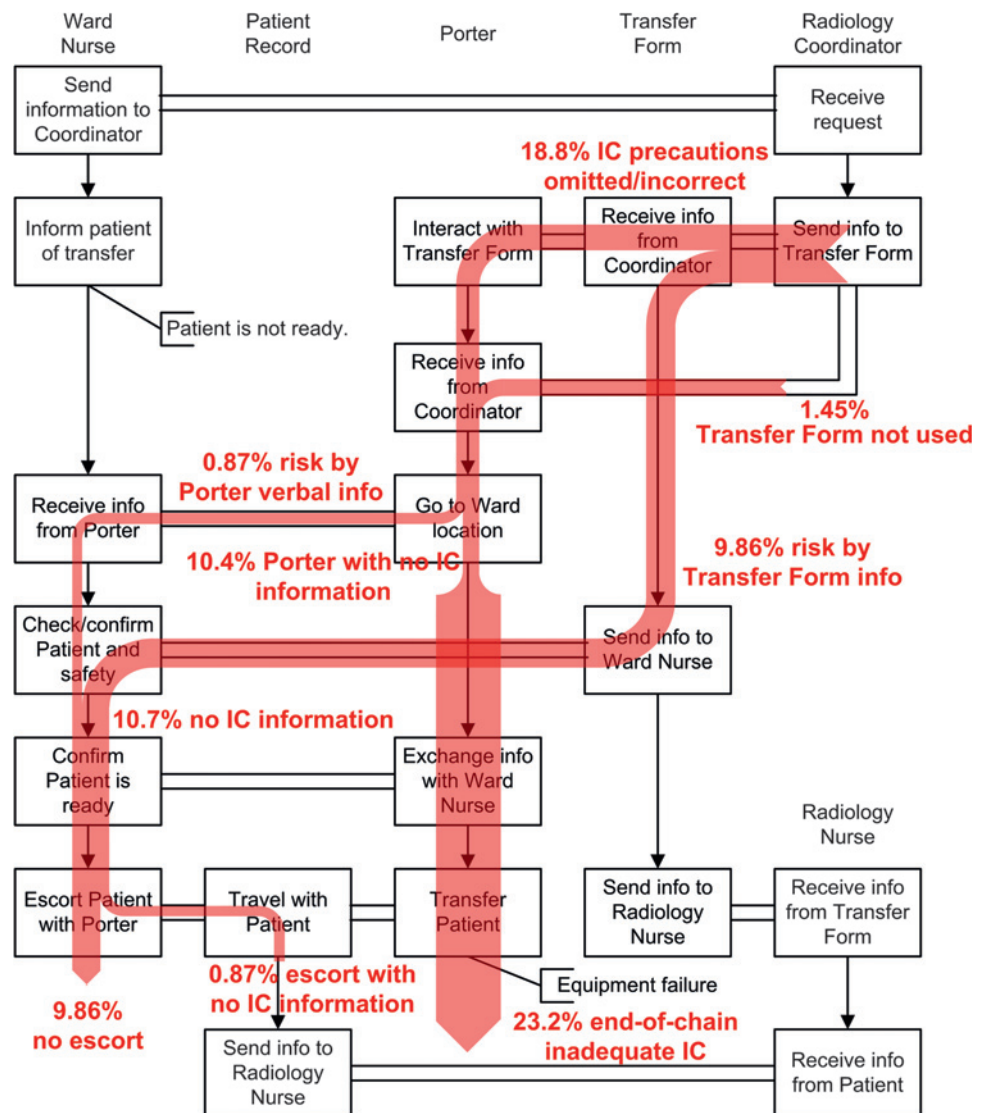 Ward
Nurse
Patient
Record
Porter
Transfer
Form
Radiology
Coordinator
Send
information to
Coordinator
Receive
request
18.8% IC precautions
omitted/incorrect
Inform patient
of transfer
Interact with
Transfer Form
Receive info
from
Coordinator
Send info to
Transfer Form
Patient is not ready.
Receive info
from
Coordinator
1.45%
Transfer Form not used
0.87% risk by
Porter verbal info
Receive info
from Porter
Go to Ward
location
10.4% Porter with no IC
information
9.86% risk by
Transfer Form info
Check/confirm
Patient and
safety
Send info to
Ward Nurse
10.7% no IC information
Confirm
Patient is
ready
Exchange info
with Ward
Nurse
Radiology
Nurse
Escort Patient
with Porter
Travel with
Patient
Transfer
Patient
Send info to
Radiology
Nurse
Receive info
from Transfer
Form
0.87% escort with
no IC information
Equipment failure
9.86%
no escort
23.2% end-of-chain
inadequate IC
Send info to
Radiology
Nurse
Receive info
from Patient